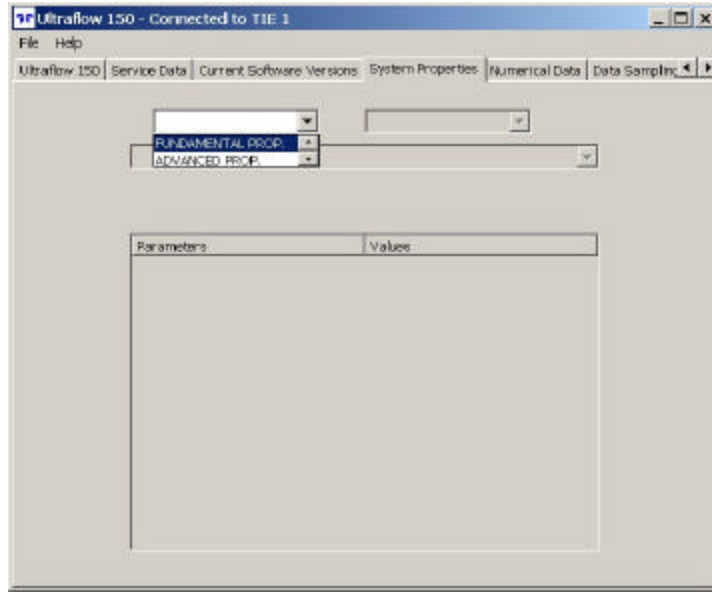 Ultraflow 150 - Connected to TIE 1
File Help
Ultraflow 150 Service Data Current Software Versions System Properties Numerical Data Data Sampling
FUNDAMENTAL PROP.
ADVANCED PROP.
Parameters Values